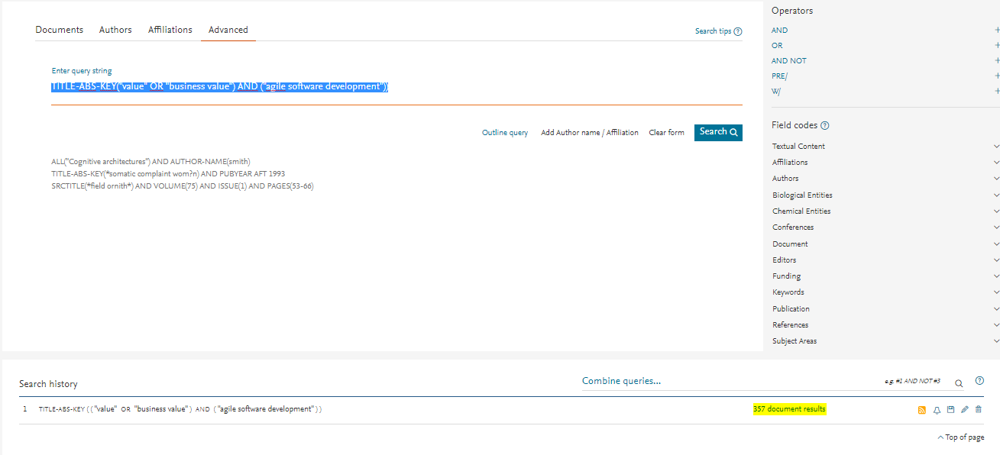 Documents Authors Affiliations Advanced
Search tips
Enter query string
TITLE-ABS-KEY("value" OR "business value") AND ("agile software development"))
Outline query Add Author name / Affiliation Clear form Search
ALL("Cognitive architectures") AND AUTHOR-NAME(smith)
TITLE-ABS-KEY(*somatic complaint wom?n) AND PUBYEAR AFT 1993
SRCTITLE(*field ornith*) AND VOLUME(75) AND ISSUE(1) AND PAGES(53-66)
Operators
AND +
OR +
AND NOT +
PRE/ +
W/ +
Field codes ?
Textual Content
Affiliations
Authors
Biological Entities
Chemical Entities
Conferences
Document
Editors
Funding
Keywords
Publication
References
Subject Areas
Search history
Combine queries... e.g. #1 AND NOT #3
1 TITLE-ABS-KEY ( ( "value" OR "business value" ) AND ( "agile software development" ) ) 357 document results
Top of page